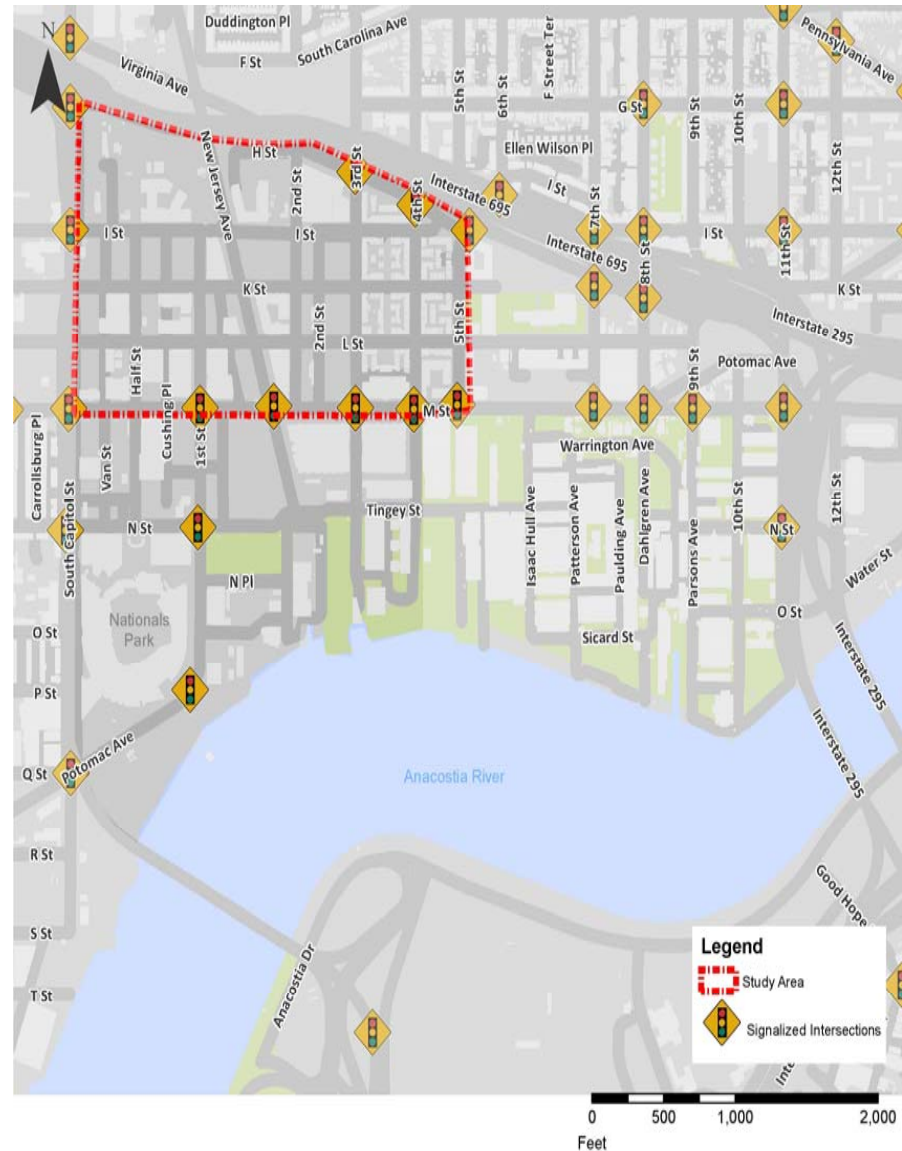 Duddington Pl
N
South Carolina Ave
Pennsylvania Ave
F St
Virginia Ave
5th St
6th St
F Street Ter
G St
9th St
10th St
12th St
New Jersey Ave
H St
2nd St
3rd St
Ellen Wilson Pl
I St
4th St
Interstate 695
7th St
I St
I St
8th St
Interstate 695
I St
11th St
K St
K St
Interstate 295
Half St
2nd St
L St
5th St
9th St
Potomac Ave
Carrollsburg Pl
Van St
Cushing Pl
1st St
M St
Warrington Ave
South Capitol St
N St
Tingey St
Isaac Hull Ave
Patterson Ave
Paulding Ave
Dahlgren Ave
Parsons Ave
10th St
N St
12th St
Water St
N Pl
Nationals
Park
O St
Sicard St
O St
P St
Interstate 295
Interstate 295
Q St
Potomac Ave
Anacostia River
R St
Good Hope
S St
Anacostia Dr
T St
Legend
Study Area
Signalized Intersections
0
500
1,000
2,000
Feet